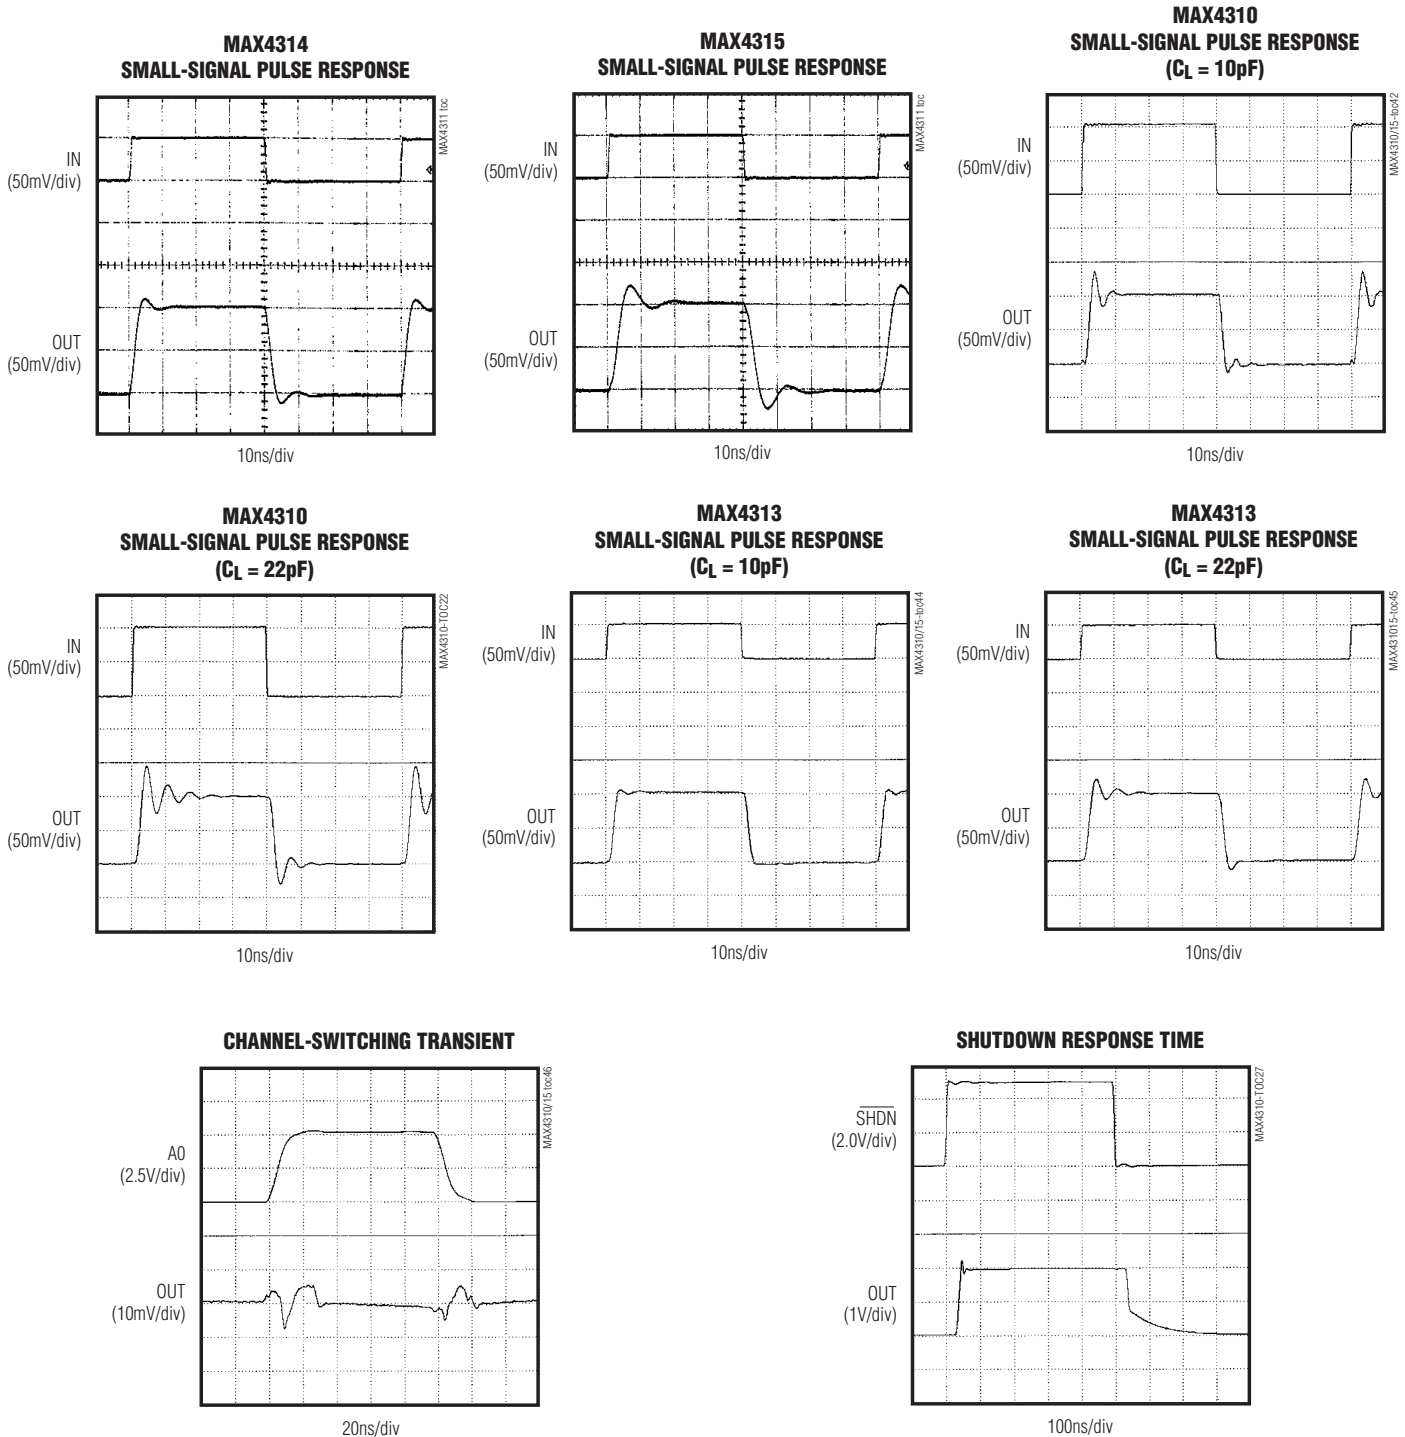 MAX4314
SMALL-SIGNAL PULSE RESPONSE
MAX4311 toc
IN
(50mV/div)
OUT
(50mV/div)
10ns/div
MAX4315
SMALL-SIGNAL PULSE RESPONSE
MAX4311 toc
IN
(50mV/div)
OUT
(50mV/div)
10ns/div
MAX4310
SMALL-SIGNAL PULSE RESPONSE
(CL = 10pF)
MAX4310/15-toc42
IN
(50mV/div)
OUT
(50mV/div)
10ns/div
MAX4310
SMALL-SIGNAL PULSE RESPONSE
(CL = 22pF)
MAX4310-TOC22
IN
(50mV/div)
OUT
(50mV/div)
10ns/div
MAX4313
SMALL-SIGNAL PULSE RESPONSE
(CL = 10pF)
MAX4310/15-toc44
IN
(50mV/div)
OUT
(50mV/div)
10ns/div
MAX4313
SMALL-SIGNAL PULSE RESPONSE
(CL = 22pF)
MAX431015-toc45
IN
(50mV/div)
OUT
(50mV/div)
10ns/div
CHANNEL-SWITCHING TRANSIENT
MAX4310/15 toc46
A0
(2.5V/div)
OUT
(10mV/div)
20ns/div
SHUTDOWN RESPONSE TIME
MAX4310-TOC27
SHDN
(2.0V/div)
OUT
(1V/div)
100ns/div